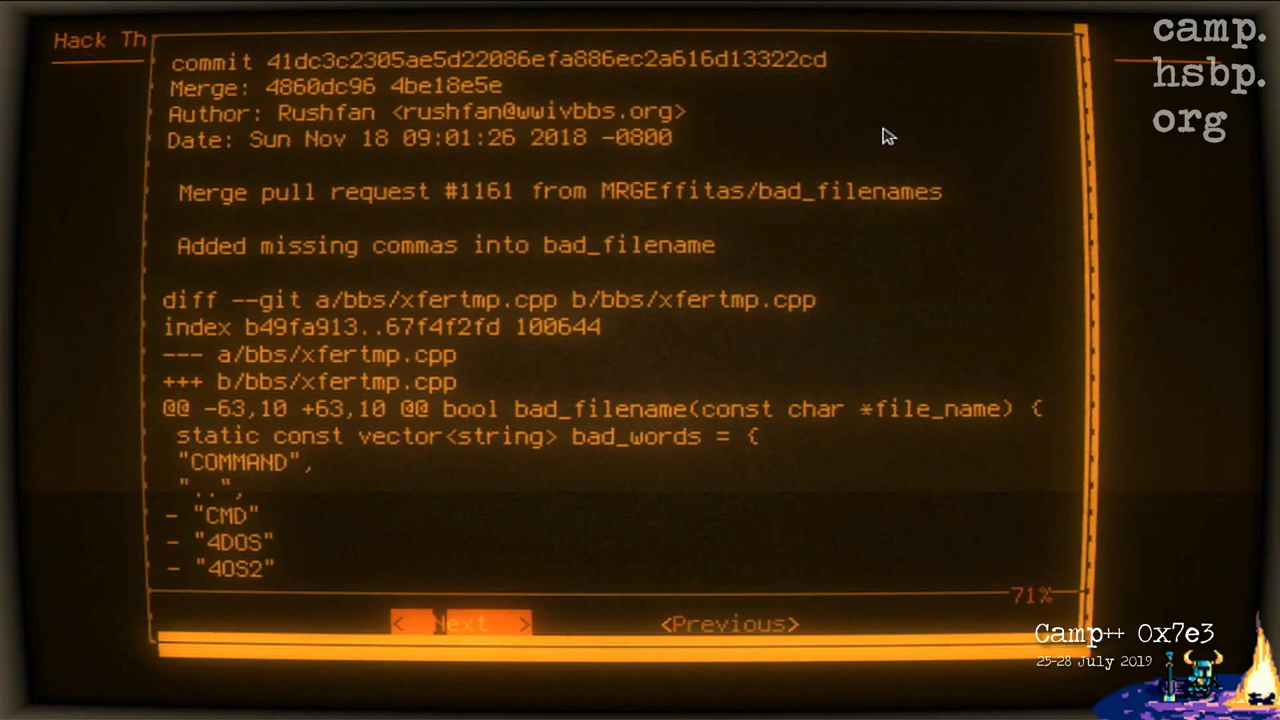 Hack Th
camp.
hsbp.
org
commit 41dc3c2305ae5d22086efa886ec2a616d13322cd
Merge: 4860dc96 4be18e5e
Author: Rushfan <rushfan@wwivbbs.org>
Date: Sun Nov 18 09:01:26 2018 -0800
Merge pull request #1161 from MRGEffitas/bad_filenames
Added missing commas into bad_filename
diff --git a/bbs/xfertmp.cpp b/bbs/xfertmp.cpp
index b49fa913..67f4f2fd 100644
--- a/bbs/xfertmp.cpp
+++ b/bbs/xfertmp.cpp
@@ -63,10 +63,10 @@ bool bad_filename(const char *file_name) {
static const vector<string> bad_words = {
"COMMAND",
"..",
- "CMD"
- "4DOS"
- "4OS2"
71%
< Next > <Previous>
Camp++ 0x7e3
25-28 July 2019